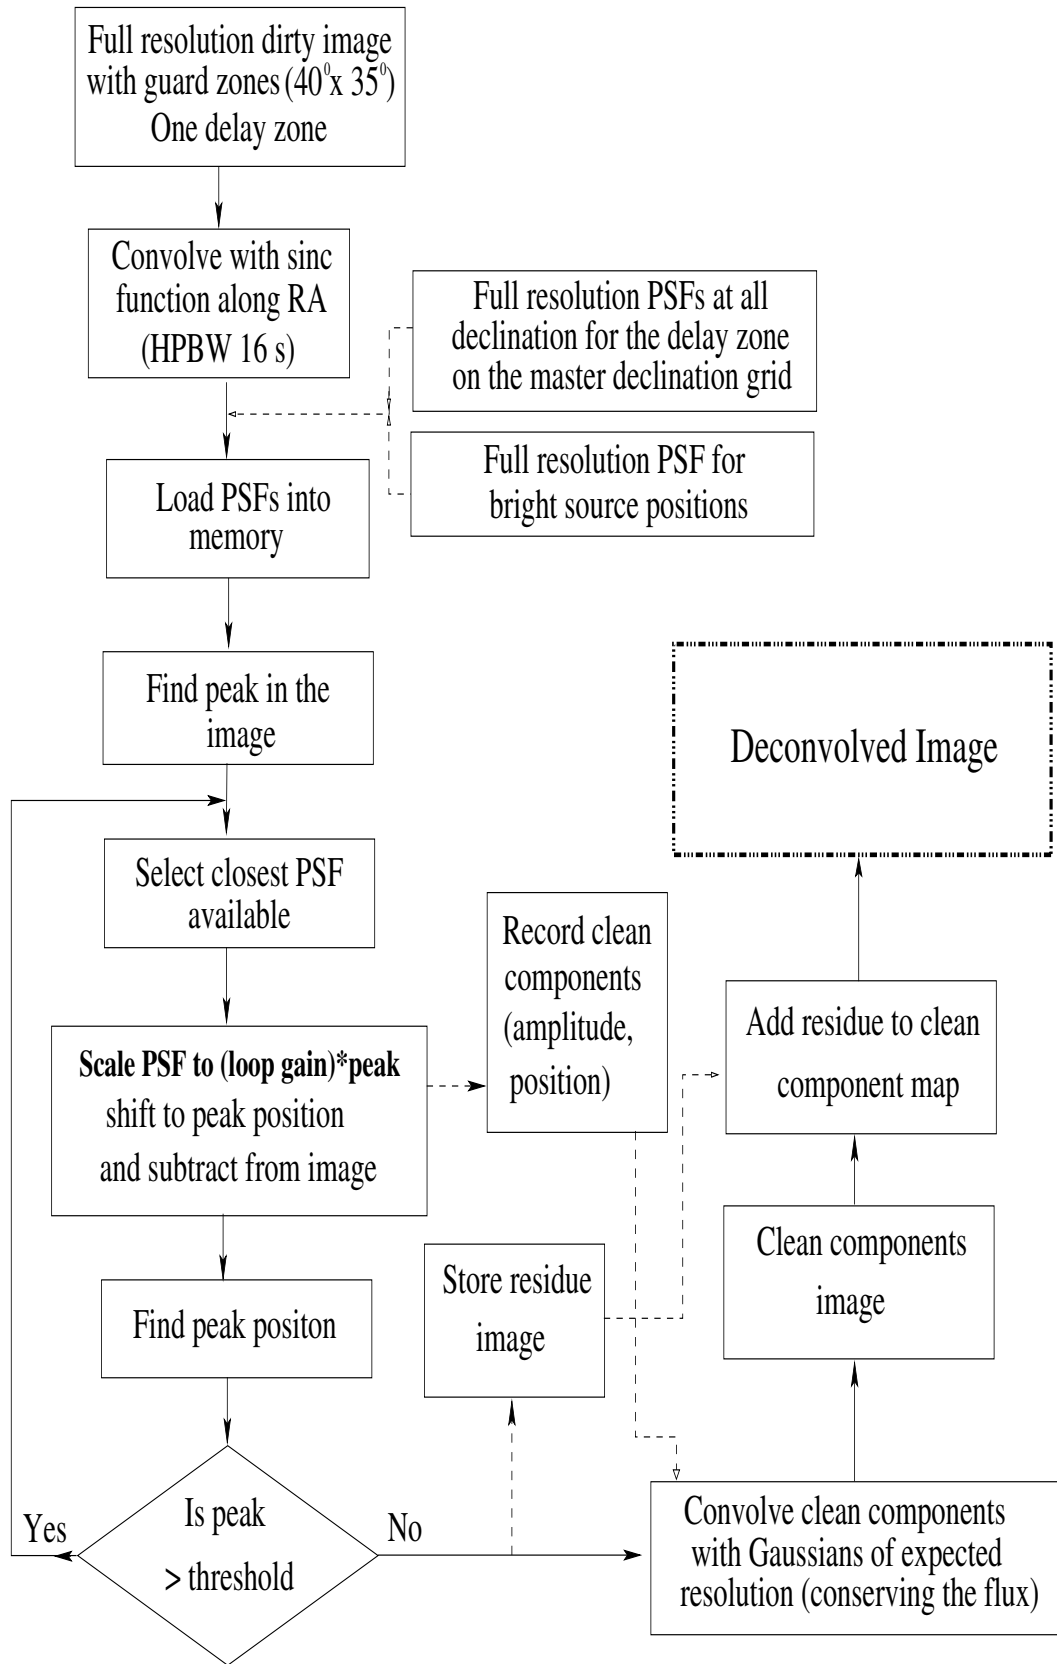 Full resolution dirty image
with guard zones (40⁰x 35⁰)
One delay zone
Convolve with sinc
function along RA
(HPBW 16 s)
Full resolution PSFs at all
declination for the delay zone
on the master declination grid
Full resolution PSF for
bright source positions
Load PSFs into
memory
Find peak in the
image
Deconvolved Image
Select closest PSF
available
Record clean
components
(amplitude,
position)
Add residue to clean
component map
Scale PSF to (loop gain)*peak
shift to peak position
and subtract from image
Clean components
image
Store residue
image
Find peak positon
Is peak
> threshold
Yes
No
Convolve clean components
with Gaussians of expected
resolution (conserving the flux)